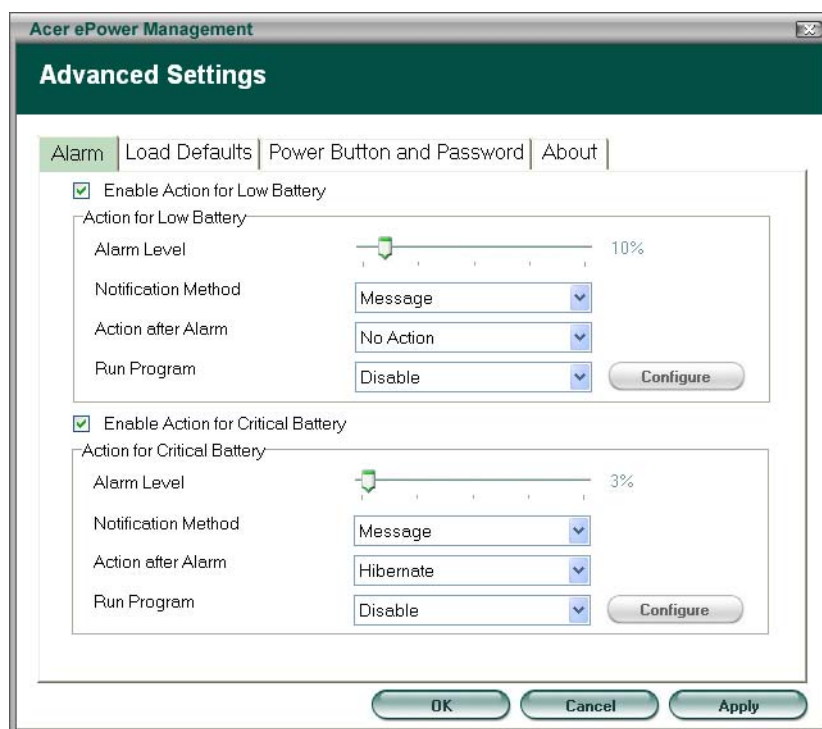 Acer ePower Management
Advanced Settings
Alarm Load Defaults Power Button and Password About
Enable Action for Low Battery
Action for Low Battery
Alarm Level 10%
Notification Method Message
Action after Alarm No Action
Run Program Disable Configure
Enable Action for Critical Battery
Action for Critical Battery
Alarm Level 3%
Notification Method Message
Action after Alarm Hibernate
Run Program Disable Configure
OK Cancel Apply